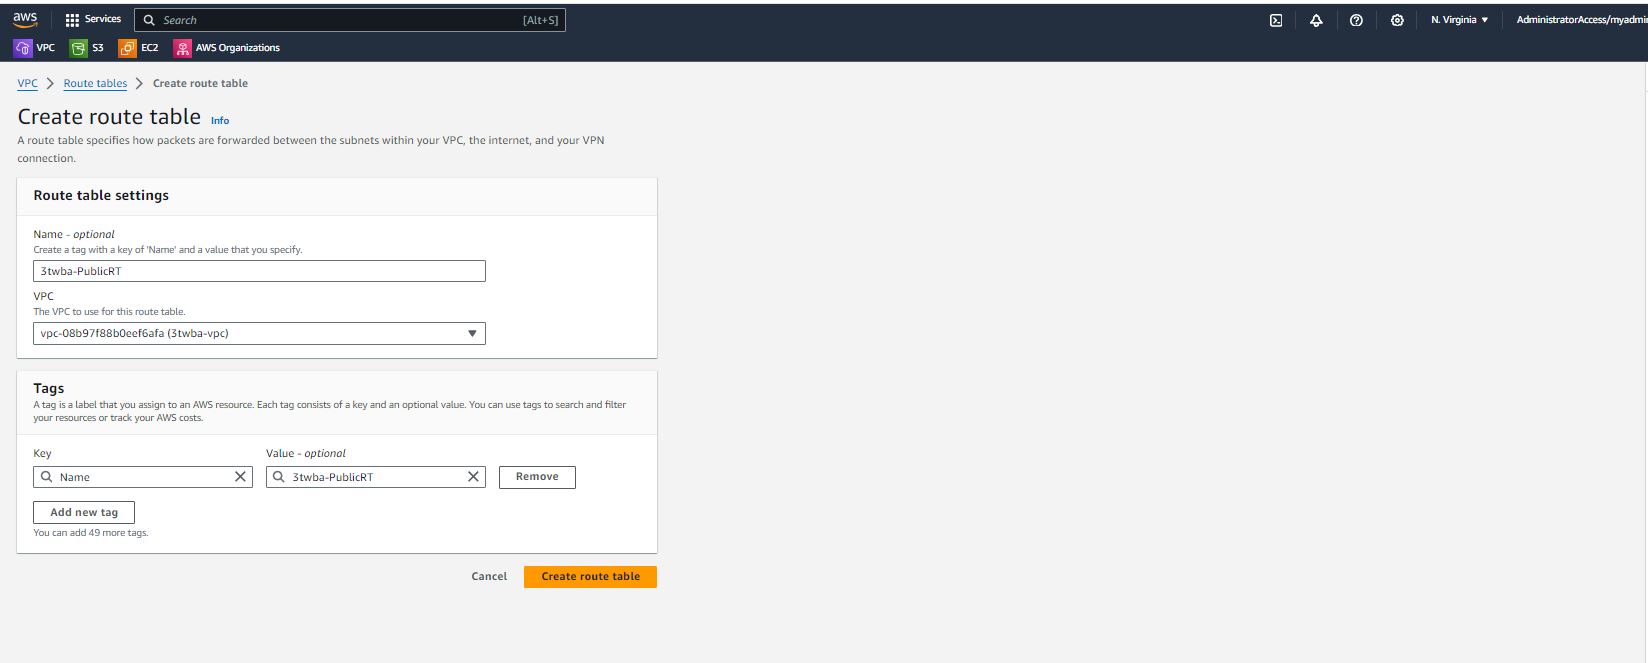 aws
Services
Search
[Alt+S]
N. Virginia
VPC
S3
EC2
AWS Organizations
VPC
Route tables
Create route table
Create route table
Info
A route table specifies how packets are forwarded between the subnets within your VPC, the internet, and your VPN
connection.
Route table settings
Name - optional
Create a tag with a key of 'Name' and a value that you specify.
3twba-PublicRT
VPC
The VPC to use for this route table.
vpc-08b97f88b0eef6afa (3twba-vpc)
Tags
A tag is a label that you assign to an AWS resource. Each tag consists of a key and an optional value. You can use tags to search and filter
your resources or track your AWS costs.
Key
Value - optional
Name
3twba-PublicRT
Remove
Add new tag
You can add 49 more tags.
Cancel
Create route table